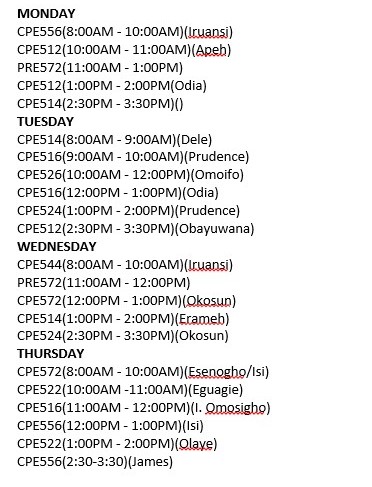 MONDAY
CPE556(8:00AM - 10:00AM)(Iruansi)
CPE512(10:00AM - 11:00AM)(Apeh)
PRE572(11:00AM - 1:00PM)
CPE512(1:00PM - 2:00PM(Odia)
CPE514(2:30PM - 3:30PM)()
TUESDAY
CPE514(8:00AM - 9:00AM)(Dele)
CPE516(9:00AM - 10:00AM)(Prudence)
CPE526(10:00AM - 12:00PM)(Omoifo)
CPE516(12:00PM - 1:00PM)(Odia)
CPE524(1:00PM - 2:00PM)(Prudence)
CPE512(2:30PM - 3:30PM)(Obayuwana)
WEDNESDAY
CPE544(8:00AM - 10:00AM)(Iruansi)
PRE572(11:00AM - 12:00PM)
CPE572(12:00PM - 1:00PM)(Okosun)
CPE514(1:00PM - 2:00PM)(Erameh)
CPE524(2:30PM - 3:30PM)(Okosun)
THURSDAY
CPE572(8:00AM - 10:00AM)(Esenogho/Isi)
CPE522(10:00AM -11:00AM)(Eguagie)
CPE516(11:00AM - 12:00PM)(I. Omosigho)
CPE556(12:00PM - 1:00PM)(Isi)
CPE522(1:00PM - 2:00PM)(Olaye)
CPE556(2:30-3:30)(James)